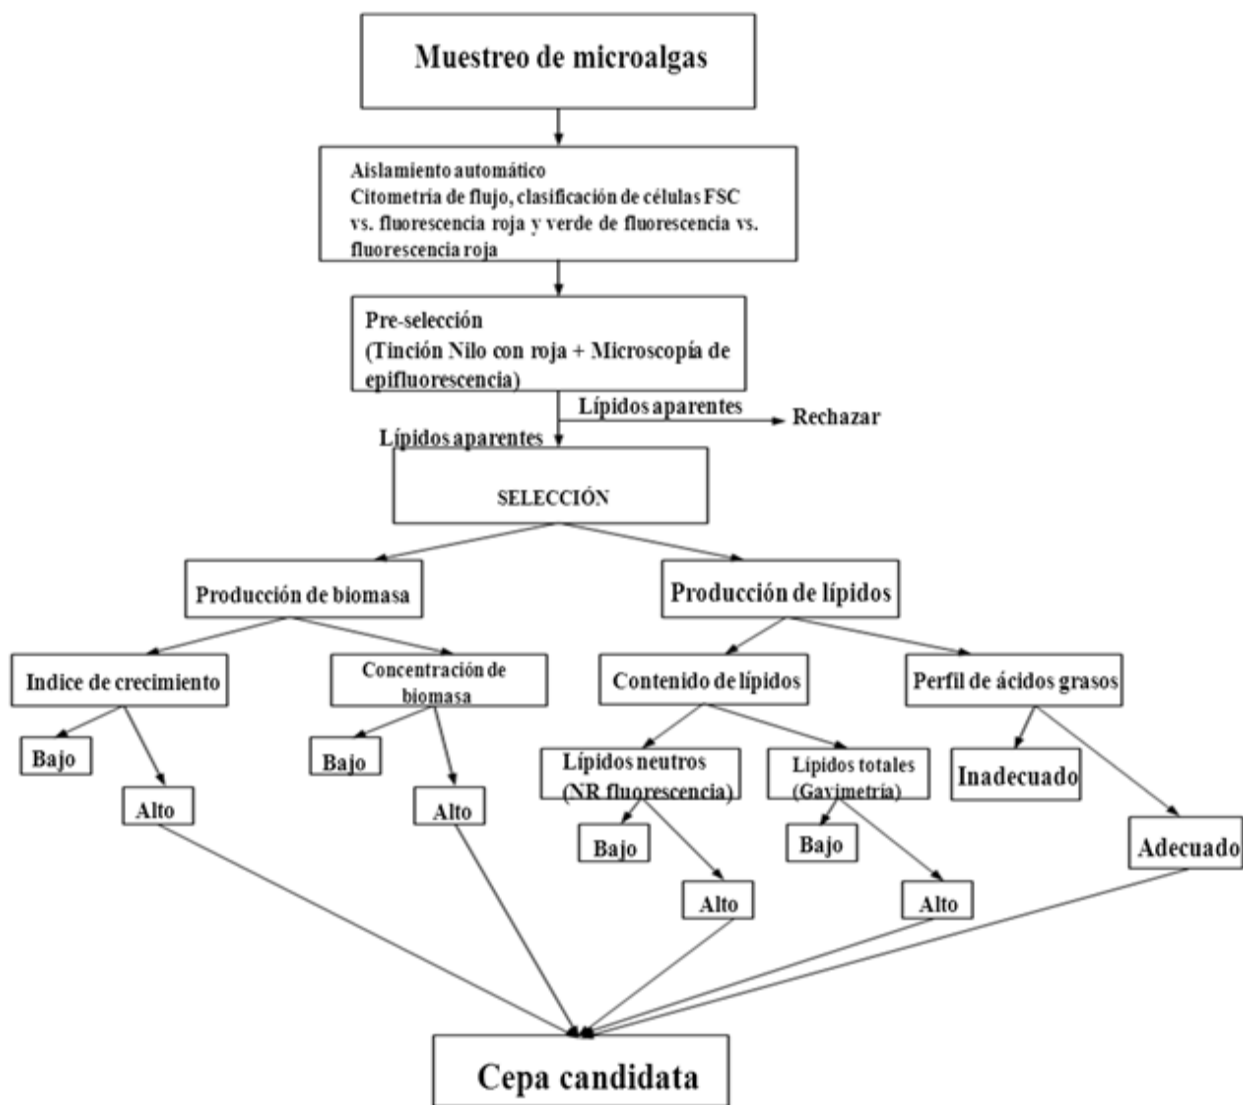 Muestreo de microalgas
Aislamiento automático
Citometría de flujo, clasificación de células FSC
vs. fluorescencia roja y verde de fluorescencia vs.
fluorescencia roja
Pre-selección
(Tinción Nilo con roja + Microscopía de
epifluorescencia)
Lípidos aparentes
Rechazar
Lípidos aparentes
SELECCIÓN
Producción de biomasa
Producción de lípidos
Indice de crecimiento
Concentración de
biomasa
Contenido de lípidos
Perfil de ácidos grasos
Bajo
Alto
Bajo
Alto
Lípidos neutros
(NR fluorescencia)
Lípidos totales
(Gavimetría)
Inadecuado
Bajo
Alto
Bajo
Alto
Adecuado
Cepa candidata